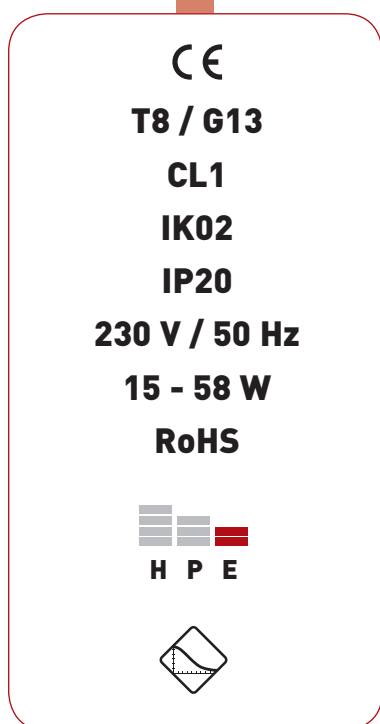 CE
T8 / G13
CL1
IK02
IP20
230 V / 50 Hz
15 - 58 W
RoHS
H P E